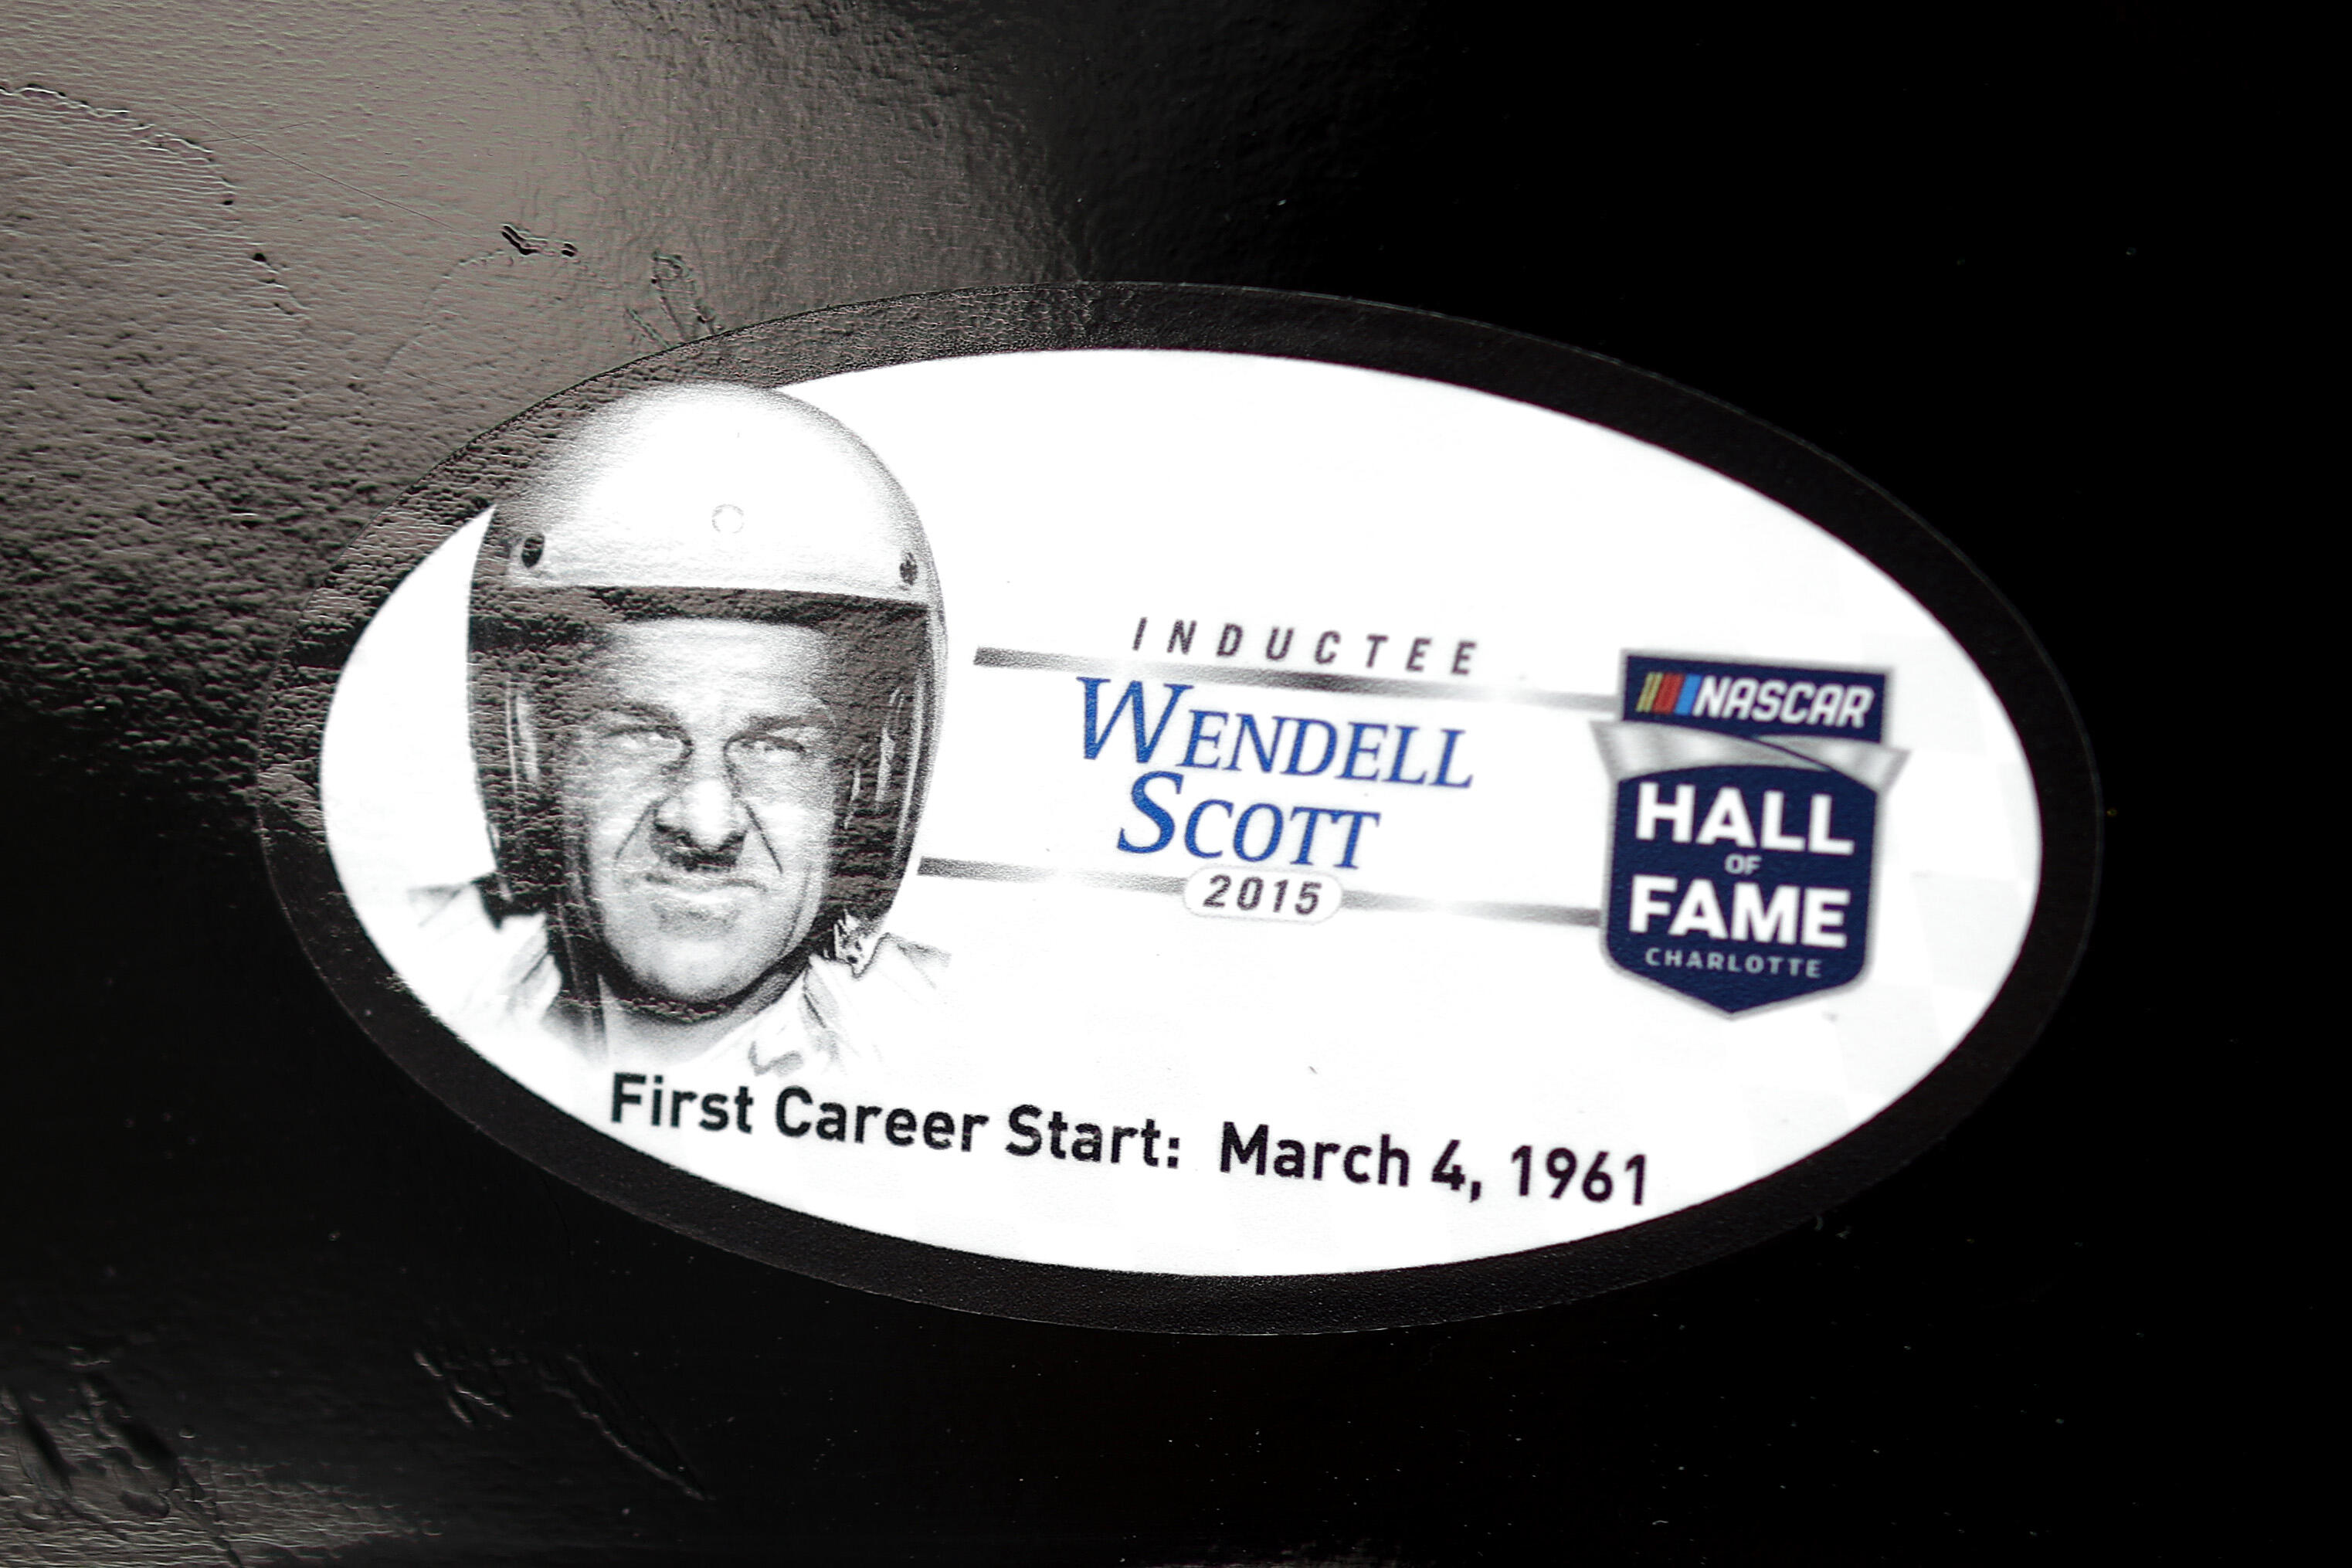 INDUCTEE
WENDELL
SCOTT
2015
NASCAR
HALL
OF
FAME
CHARLOTTE
First Career Start: March 4, 1961